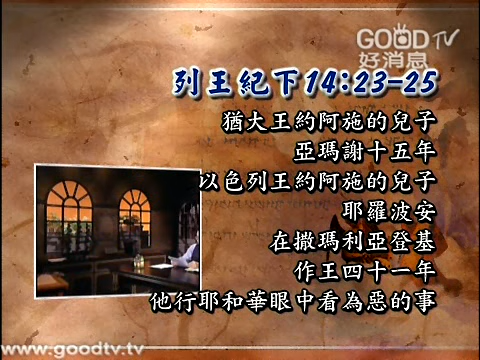 GOOD TV
好消息
列王紀下14:23-25
猶大王約阿施的兒子
亞瑪謝十五年
以色列王約阿施的兒子
耶羅波安
在撒瑪利亞登基
作王四十一年
他行耶和華眼中看為惡的事
www.goodtv.tv